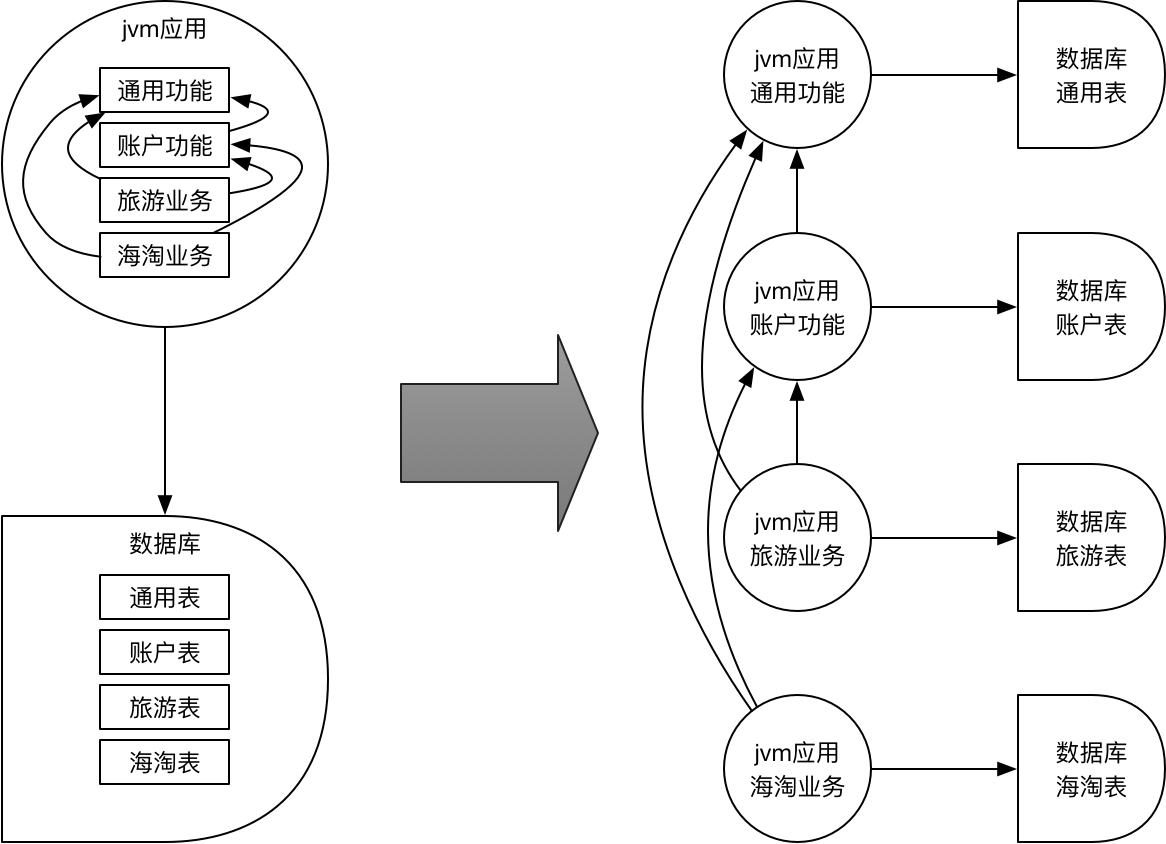 jvm应用
通用功能
账户功能
旅游业务
海淘业务
数据库
通用表
账户表
旅游表
海淘表
jvm应用
通用功能
数据库
通用表
jvm应用
账户功能
数据库
账户表
jvm应用
旅游业务
数据库
旅游表
jvm应用
海淘业务
数据库
海淘表